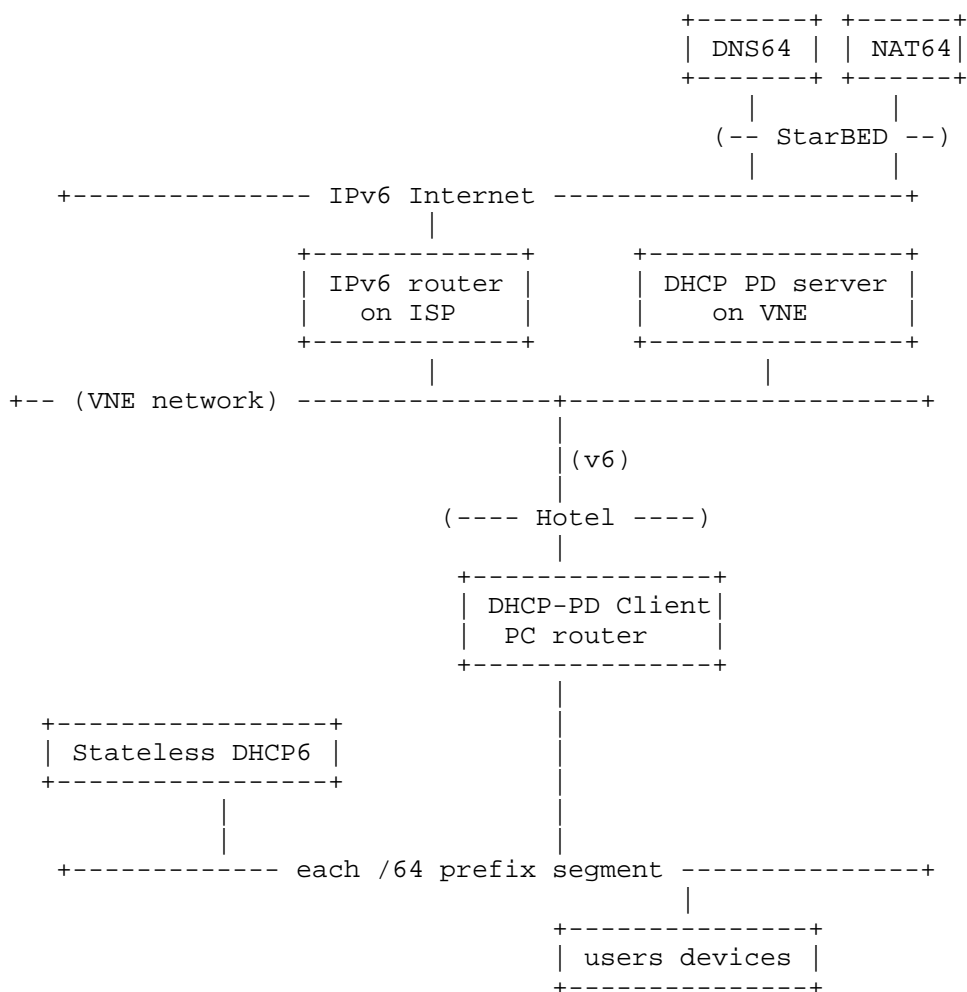 DNS64 NAT64
(-- StarBED --)
IPv6 Internet
IPv6 router DHCP PD server
on ISP on VNE
(VNE network)
(v6)
(---- Hotel ----)
DHCP-PD Client
PC router
Stateless DHCP6
each /64 prefix segment
users devices